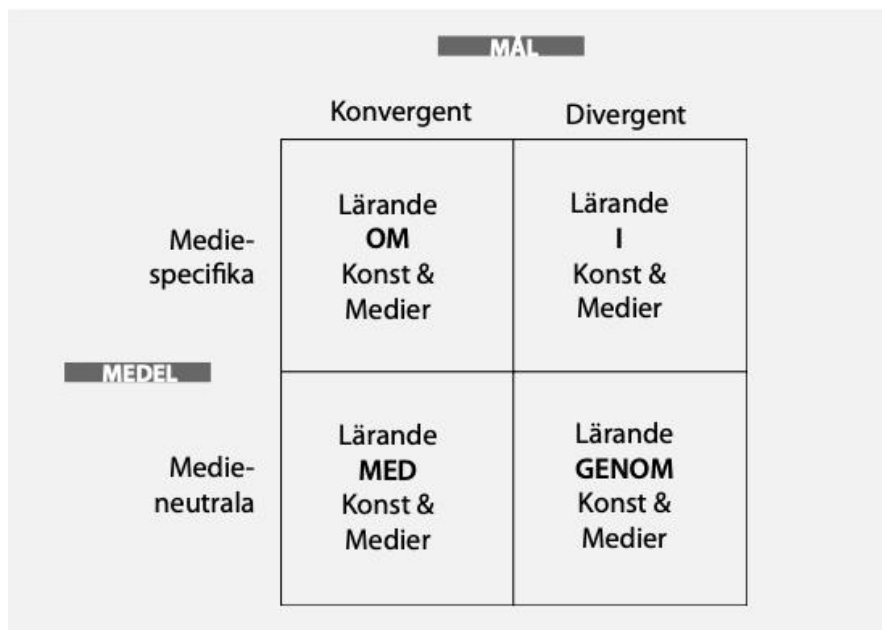 MÅL
Konvergent Divergent
Lärande Lärande
Medie- OM I
specifika Konst & Konst &
Medier Medier
MEDEL
Lärande Lärande
Medie- MED GENOM
neutrala Konst & Konst &
Medier Medier